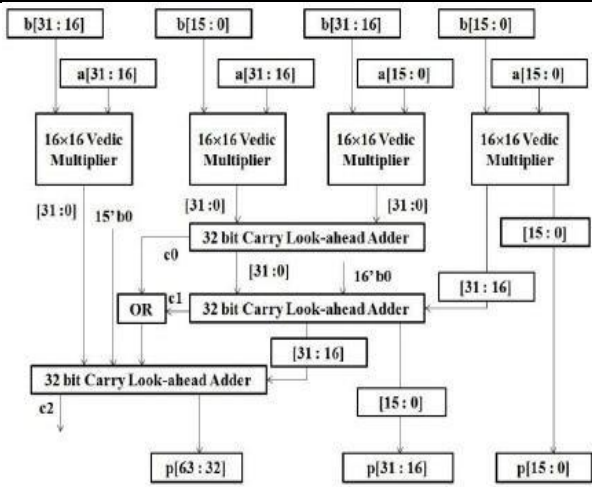 b[31 : 16]
b[15 : 0]
b[31 : 16]
b[15 : 0]
a[31 : 16]
a[31 : 16]
a[15 : 0]
a[15 : 0]
16×16 Vedic
Multiplier
16×16 Vedic
Multiplier
16×16 Vedic
Multiplier
16×16 Vedic
Multiplier
[31 :0]
15’b0
[31 :0]
[31 :0]
[15 : 0]
32 bit Carry Look-ahead Adder
c0
[31 :0]
16’b0
[31 : 16]
OR
c1
32 bit Carry Look-ahead Adder
[31 : 16]
32 bit Carry Look-ahead Adder
c2
[15 : 0]
p[63 : 32]
p[31 : 16]
p[15 : 0]